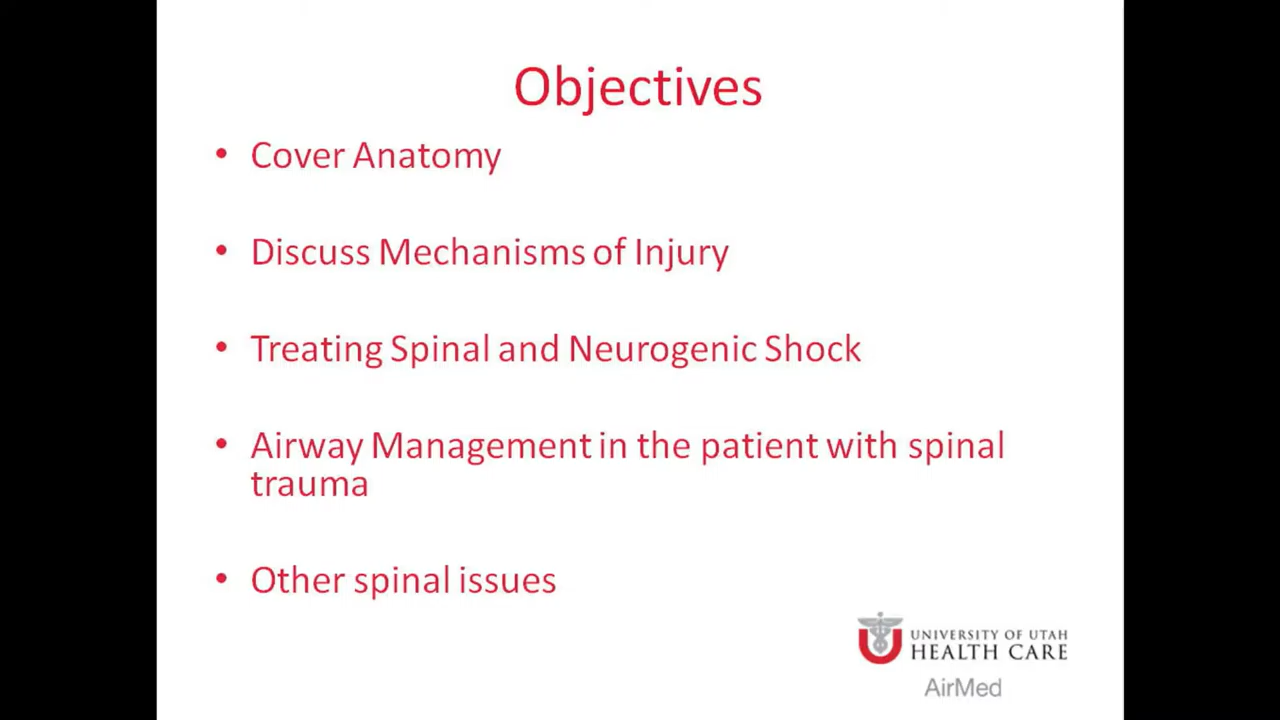 Objectives
• Cover Anatomy
• Discuss Mechanisms of Injury
• Treating Spinal and Neurogenic Shock
• Airway Management in the patient with spinal
trauma
• Other spinal issues
UNIVERSITY OF UTAH
HEALTH CARE
AirMed